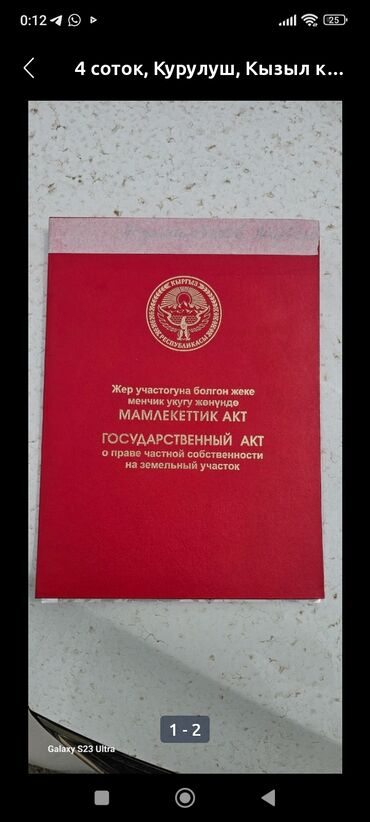 0:12
25
4 соток, Курулуш, Кызыл к...
КЫРГЫЗ
РЕСПУБЛИКАСЫ
Жер участогуна болгон жеке
менчик укугу жөнүндө
МАМЛЕКЕТТИК АКТ
ГОСУДАРСТВЕННЫЙ АКТ
о праве частной собственности
на земельный участок
1 - 2
Galaxy S23 Ultra